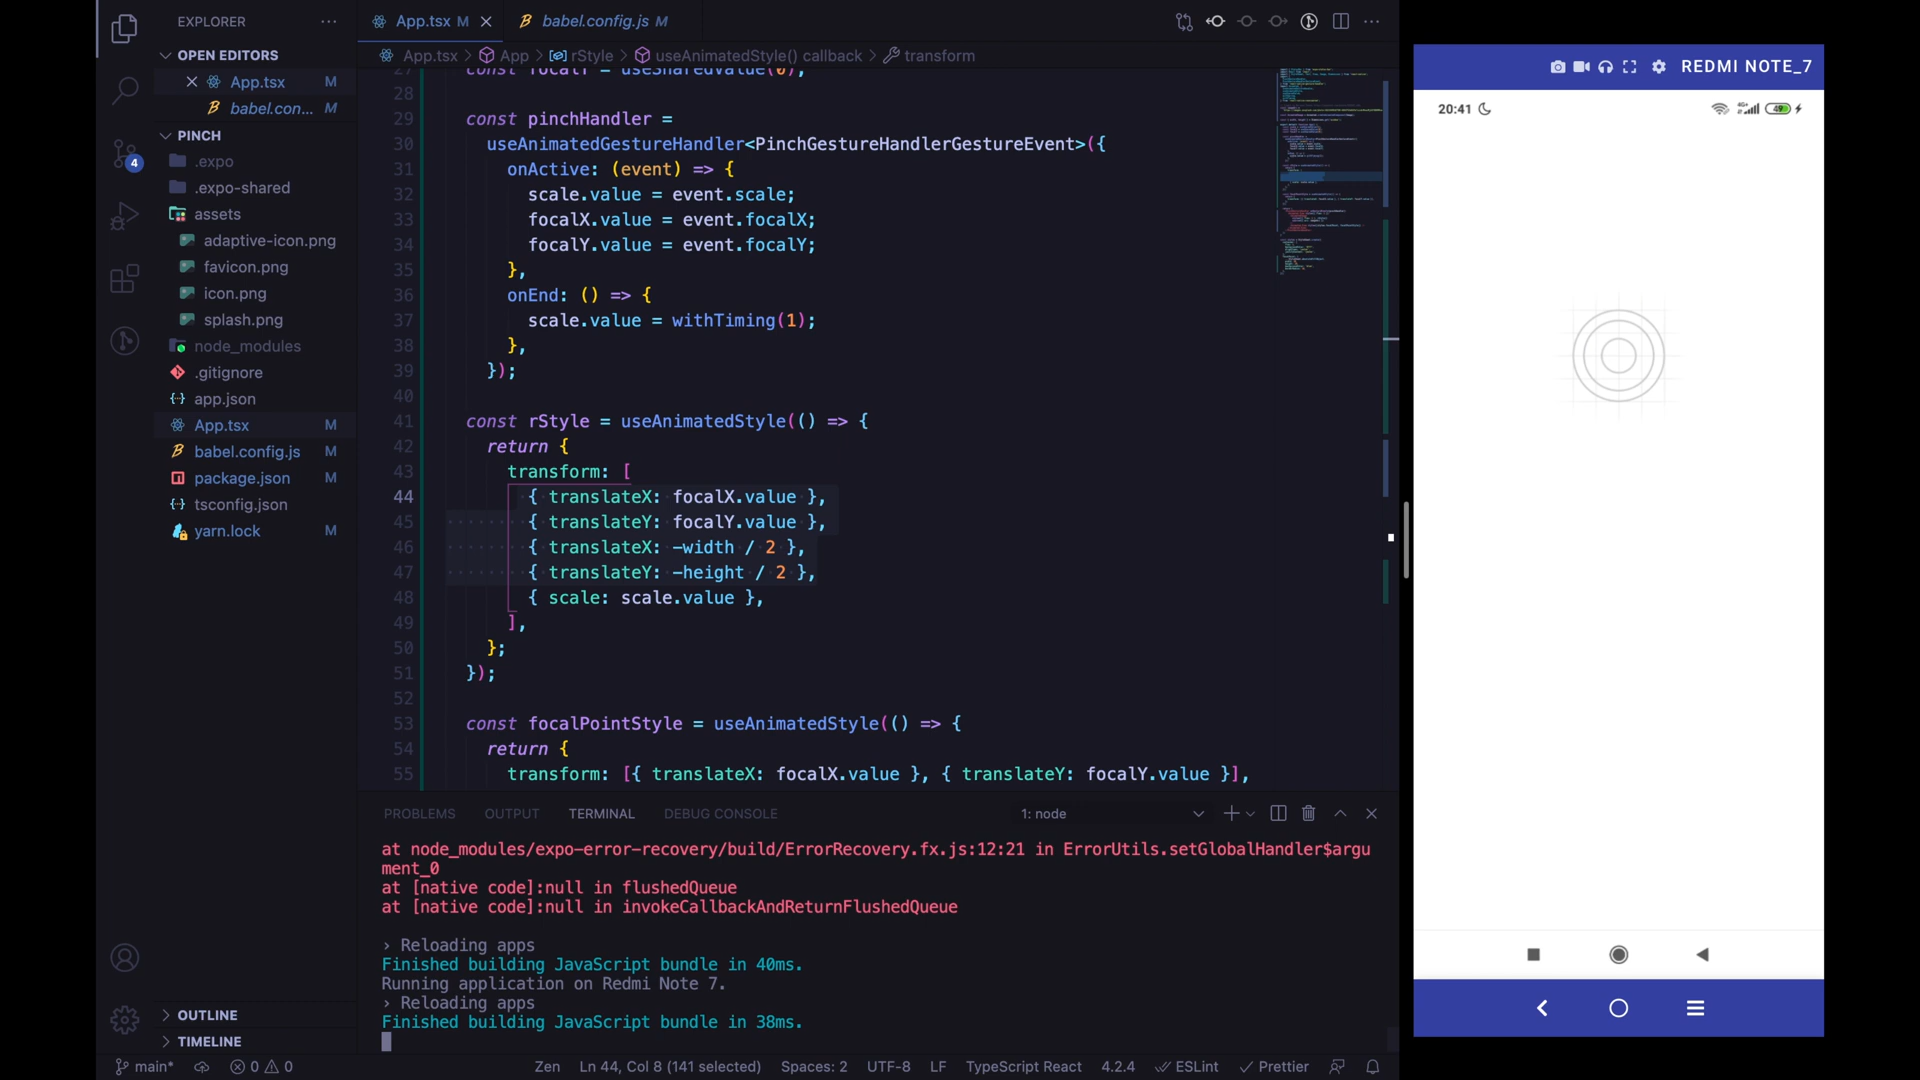 EXPLORER
OPEN EDITORS
App.tsx M
babel.con... M
PINCH
.expo
.expo-shared
assets
adaptive-icon.png
favicon.png
icon.png
splash.png
node_modules
.gitignore
app.json
App.tsx M
babel.config.js M
package.json M
tsconfig.json
yarn.lock M
4
OUTLINE
TIMELINE
App.tsx M
babel.config.js M
App.tsx > App > rStyle > useAnimatedStyle() callback > transform
27 const focalY = useSharedValue(0);
28
29 const pinchHandler =
30 useAnimatedGestureHandler<PinchGestureHandlerGestureEvent>({
31 onActive: (event) => {
32 scale.value = event.scale;
33 focalX.value = event.focalX;
34 focalY.value = event.focalY;
35 },
36 onEnd: () => {
37 scale.value = withTiming(1);
38 },
39 });
40
41 const rStyle = useAnimatedStyle(() => {
42 return {
43 transform: [
44 { translateX: focalX.value },
45 { translateY: focalY.value },
46 { translateX: -width / 2 },
47 { translateY: -height / 2 },
48 { scale: scale.value },
49 ],
50 };
51 });
52
53 const focalPointStyle = useAnimatedStyle(() => {
54 return {
55 transform: [{ translateX: focalX.value }, { translateY: focalY.value }],
PROBLEMS OUTPUT TERMINAL DEBUG CONSOLE 1: node
at node_modules/expo-error-recovery/build/ErrorRecovery.fx.js:12:21 in ErrorUtils.setGlobalHandler$argu
ment_0
at [native code]:null in flushedQueue
at [native code]:null in invokeCallbackAndReturnFlushedQueue
› Reloading apps
Finished building JavaScript bundle in 40ms.
Running application on Redmi Note 7.
› Reloading apps
Finished building JavaScript bundle in 38ms.
main* 0 0 Zen Ln 44, Col 8 (141 selected) Spaces: 2 UTF-8 LF TypeScript React 4.2.4 ESLint Prettier
REDMI NOTE_7
20:41 49